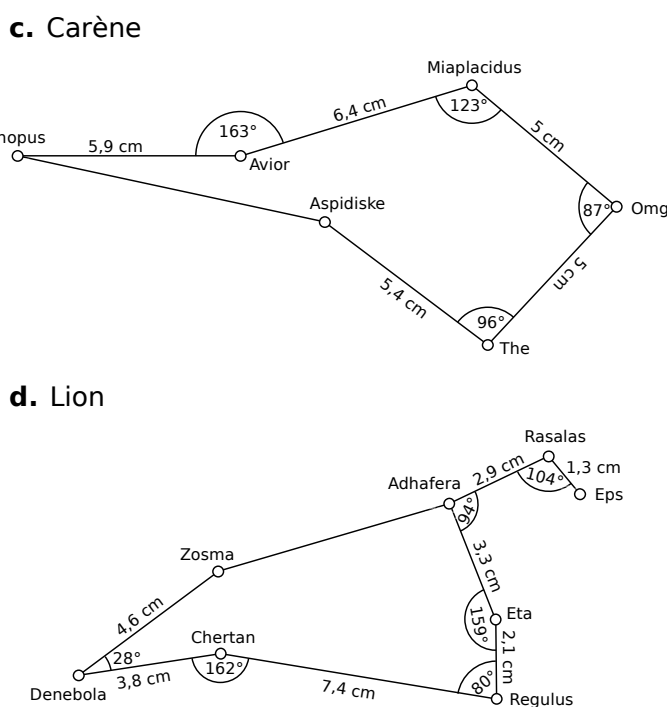 c. Carène
Miaplacidus
6,4 cm
123°
163°
5 cm
nopus
5,9 cm
Avior
Aspidiske
87°
Omg
5 cm
5,4 cm
96°
The
d. Lion
Rasalas
2,9 cm
1,3 cm
104°
Adhafera
94°
Eps
3,3 cm
Zosma
4,6 cm
Eta
159°
2,1 cm
Chertan
28°
162°
3,8 cm
80°
7,4 cm
Denebola
Regulus